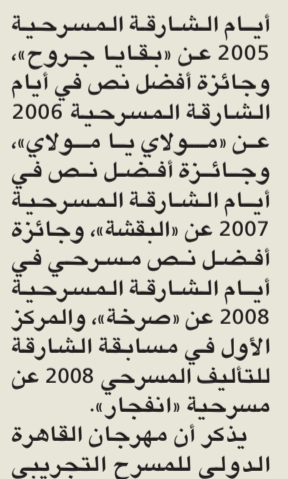 أيام الشارقة المسرحية
2005 عن «بقايا جروح»،
وجائزة أفضل نص في أيام
الشارقة المسرحية 2006
عن «مولاي يا مولاي»،
وجائزة أفضل نص في
أيام الشارقة المسرحية
2007 عن «البقشة»، وجائزة
أفضل نص مسرحي في
أيام الشارقة المسرحية
2008 عن «صرخة»، والمركز
الأول في مسابقة الشارقة
للتأليف المسرحي 2008 عن
مسرحية «انفجار».
يذكر أن مهرجان القاهرة
الدولي للمسرح التجريبي